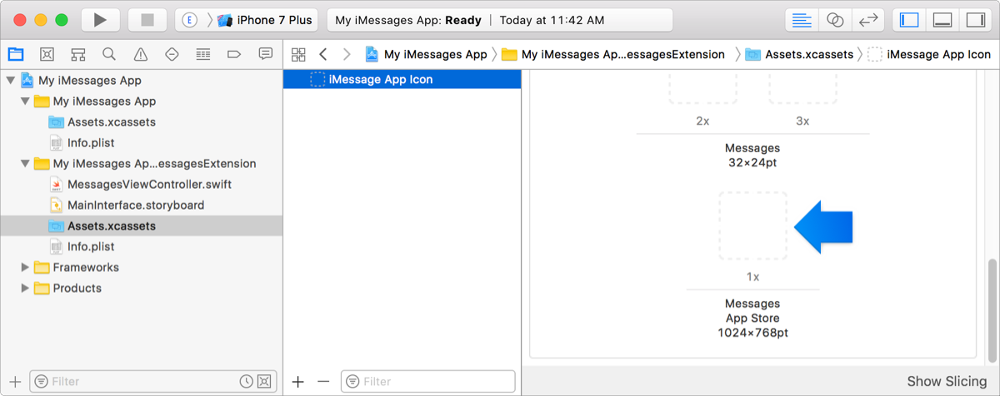 E
iPhone 7 Plus
My iMessages App: Ready | Today at 11:42 AM
My iMessages App
My iMessages Ap...essagesExtension
Assets.xcassets
iMessage App Icon
My iMessages App
My iMessages App
Assets.xcassets
Info.plist
My iMessages Ap...essagesExtension
MessagesViewController.swift
MainInterface.storyboard
Assets.xcassets
Info.plist
Frameworks
Products
Filter
iMessage App Icon
Filter
2x
3x
Messages
32×24pt
1x
Messages
App Store
1024×768pt
Show Slicing